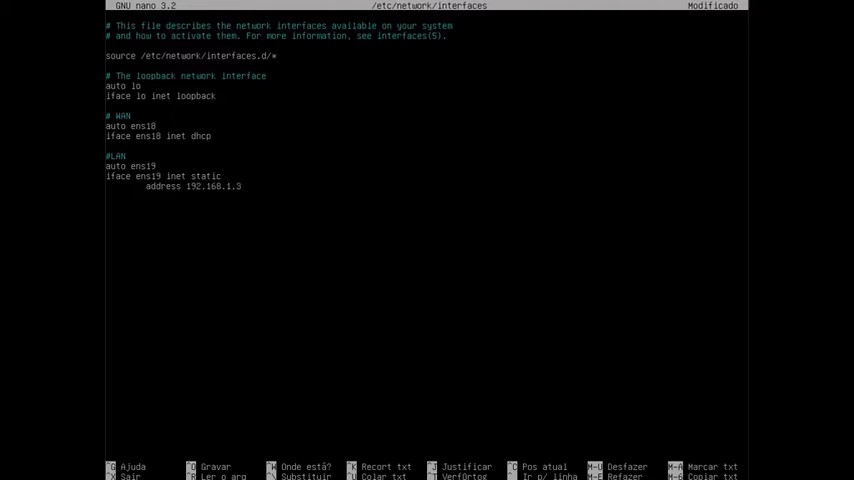 GNU nano 3.2 /etc/network/interfaces Modificado
# This file describes the network interfaces available on your system
# and how to activate them. For more information, see interfaces(5).
source /etc/network/interfaces.d/*
# The loopback network interface
auto lo
iface lo inet loopback
# WAN
auto ens18
iface ens18 inet dhcp
#LAN
auto ens19
iface ens19 inet static
address 192.168.1.3
^G Ajuda ^O Gravar ^W Onde está? ^K Recort txt ^J Justificar ^C Pos atual M-U Desfazer M-A Marcar txt
^X Sair ^R Ler o arq ^\ Substituir ^U Colar txt ^T VerfOrtog ^_ Ir p/ linha M-E Refazer M-6 Copiar txt